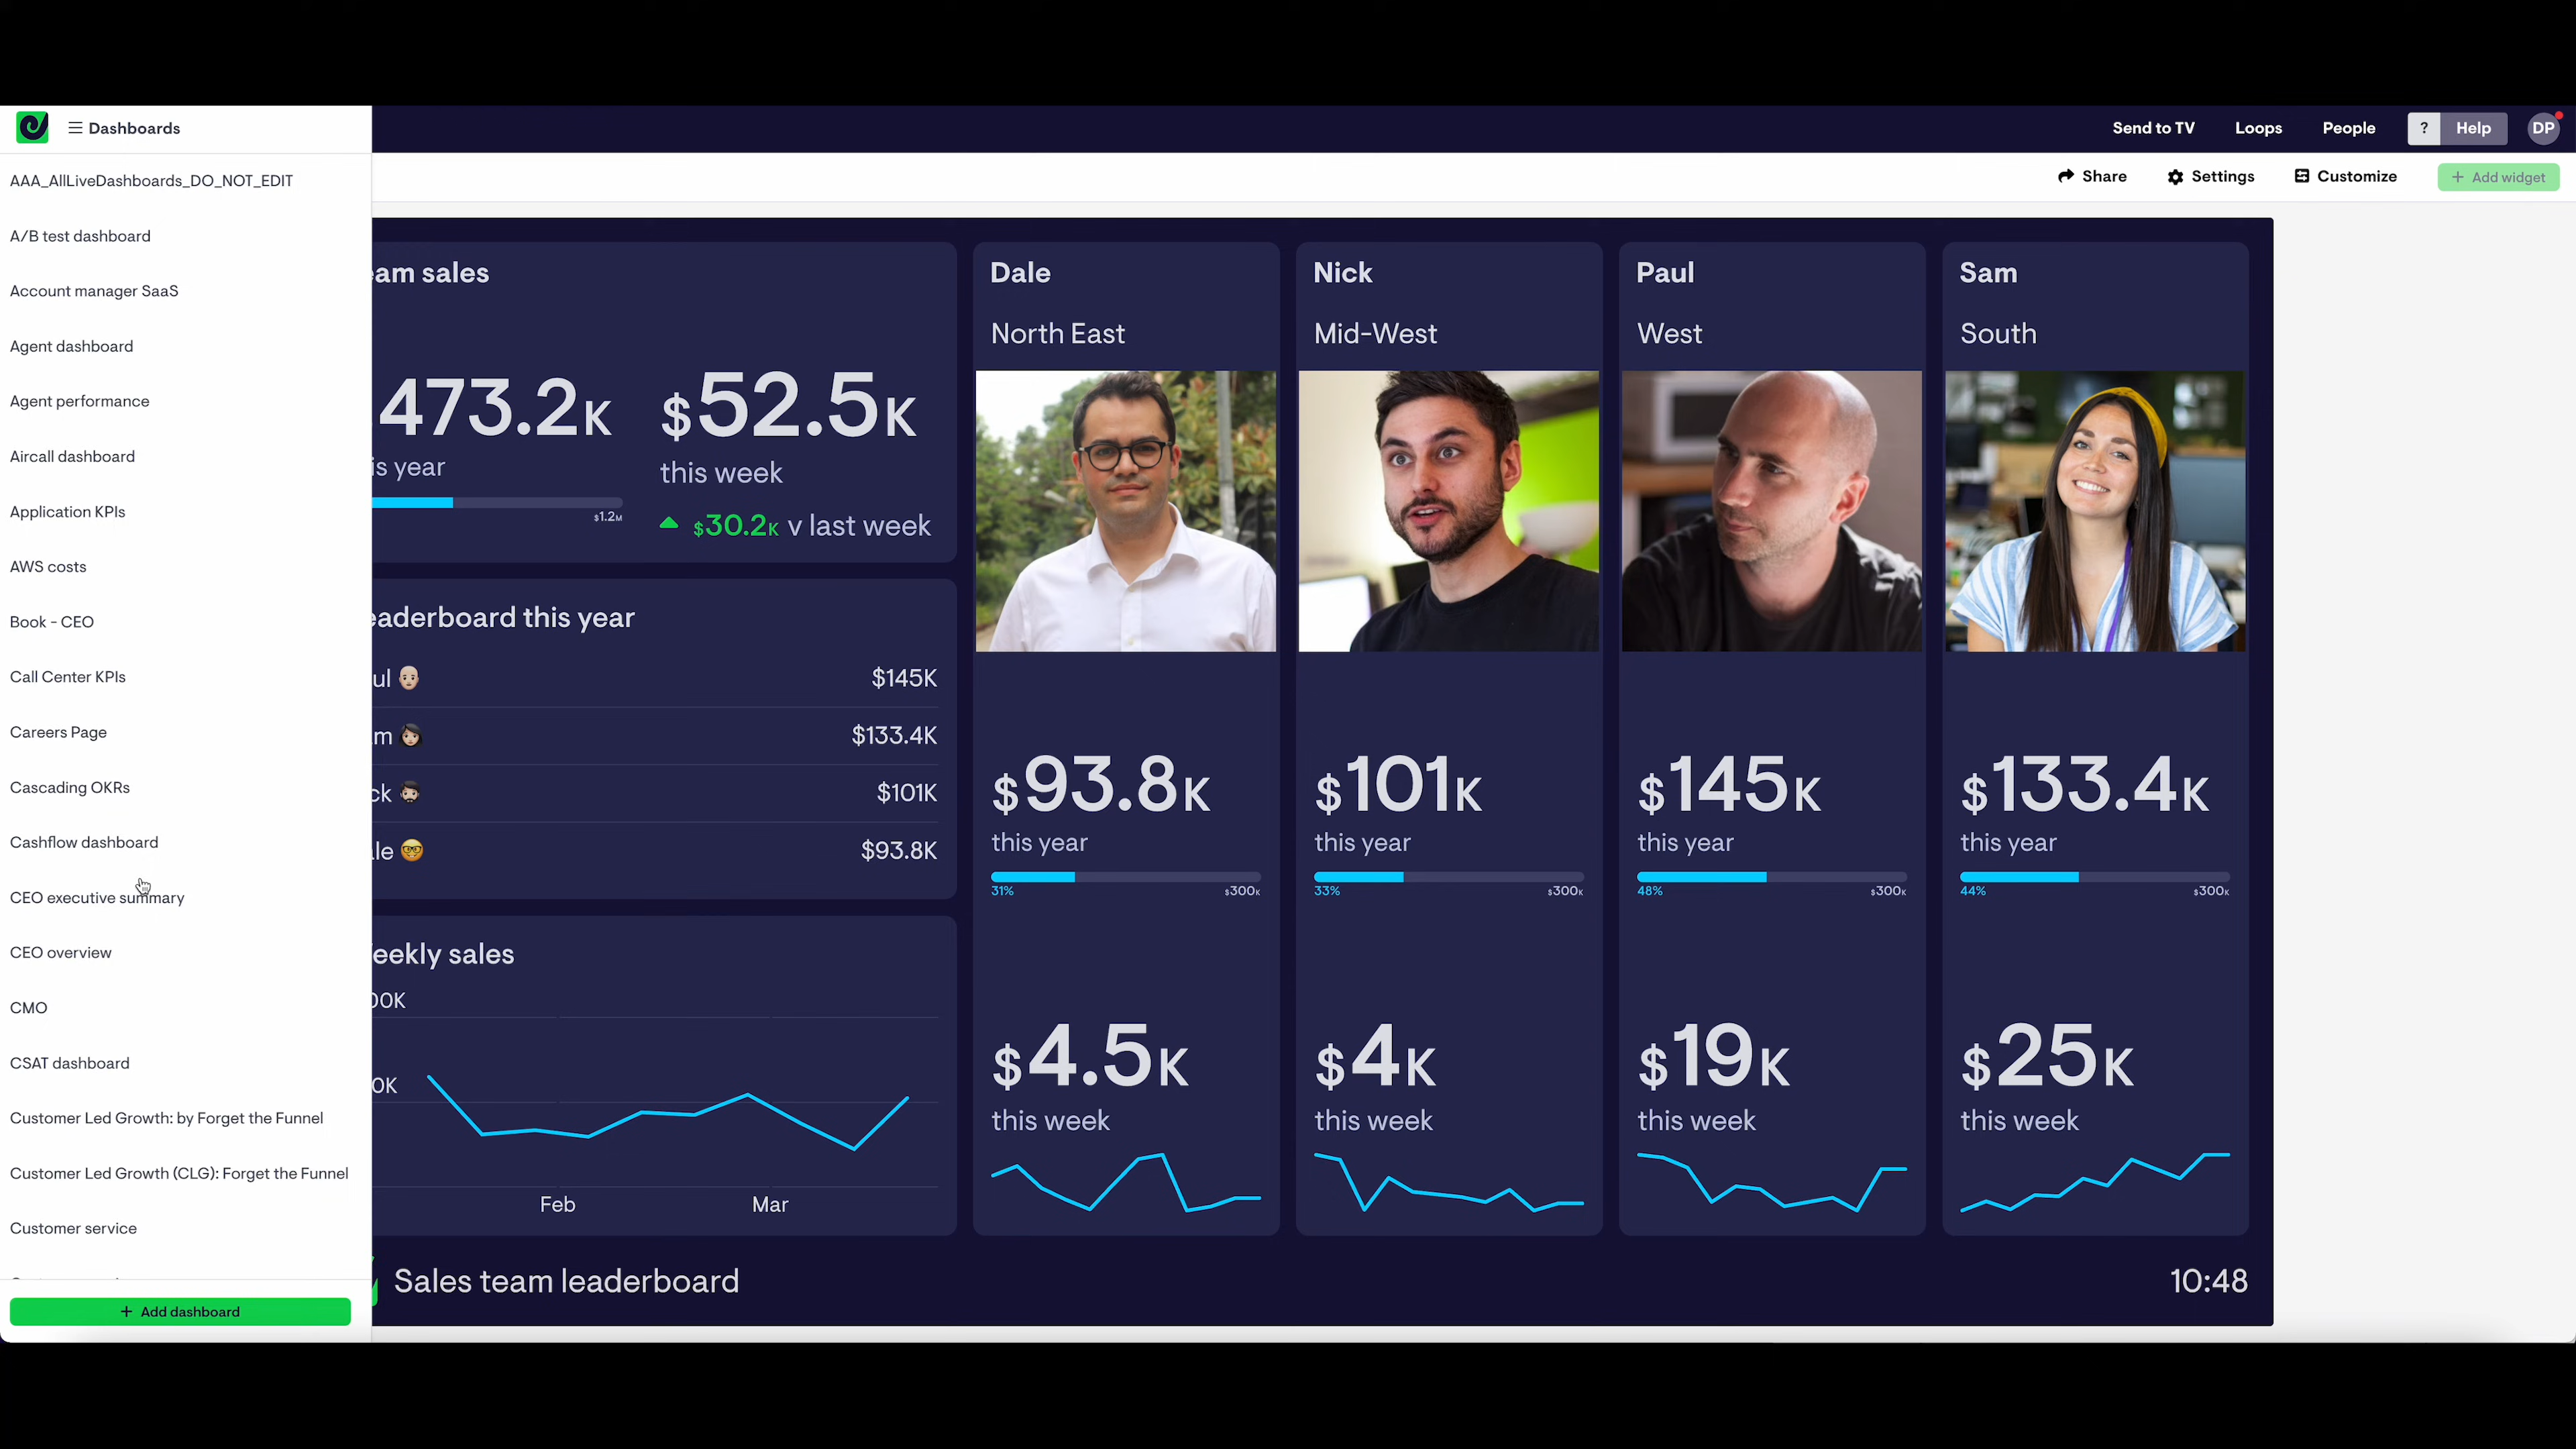 Dashboards
Send to TV
Loops
People
? Help
DP
Share
Settings
Customize
+ Add widget
AAA_AllLiveDashboards_DO_NOT_EDIT
A/B test dashboard
Account manager SaaS
Agent dashboard
Agent performance
Aircall dashboard
Application KPIs
AWS costs
Book - CEO
Call Center KPIs
Careers Page
Cascading OKRs
Cashflow dashboard
CEO executive summary
CEO overview
CMO
CSAT dashboard
Customer Led Growth: by Forget the Funnel
Customer Led Growth (CLG): Forget the Funnel
Customer service
+ Add dashboard
eam sales
473.2K
is year
$1.2M
$52.5K
this week
$30.2K v last week
eaderboard this year
ul $145K
m $133.4K
ck $101K
ale $93.8K
eekly sales
00K
0K
Feb
Mar
Dale
North East
$93.8K
this year
31% $300K
$4.5K
this week
Nick
Mid-West
$101K
this year
33% $300K
$4K
this week
Paul
West
$145K
this year
48% $300K
$19K
this week
Sam
South
$133.4K
this year
44% $300K
$25K
this week
Sales team leaderboard
10:48